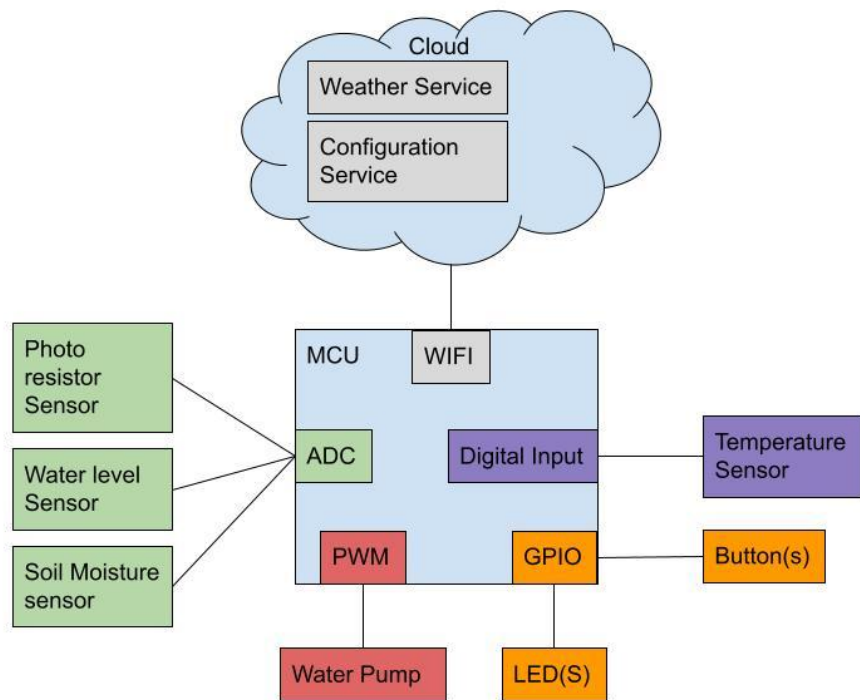 Cloud
Weather Service
Configuration
Service
MCU
WIFI
Photo
resistor
Sensor
ADC
Digital Input
Temperature
Sensor
Water level
Sensor
PWM
GPIO
Button(s)
Soil Moisture
sensor
Water Pump
LED(S)